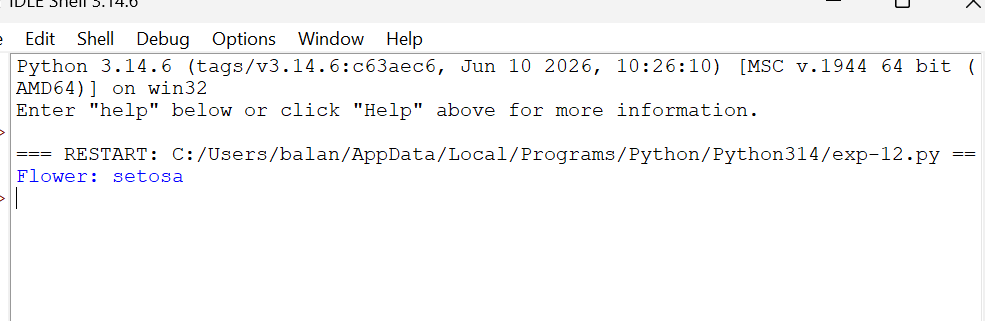 IDLE Shell 3.14.6
Edit Shell Debug Options Window Help
Python 3.14.6 (tags/v3.14.6:c63aec6, Jun 10 2026, 10:26:10) [MSC v.1944 64 bit (
AMD64)] on win32
Enter "help" below or click "Help" above for more information.
>
=== RESTART: C:/Users/balan/AppData/Local/Programs/Python/Python314/exp-12.py ==
Flower: setosa
>